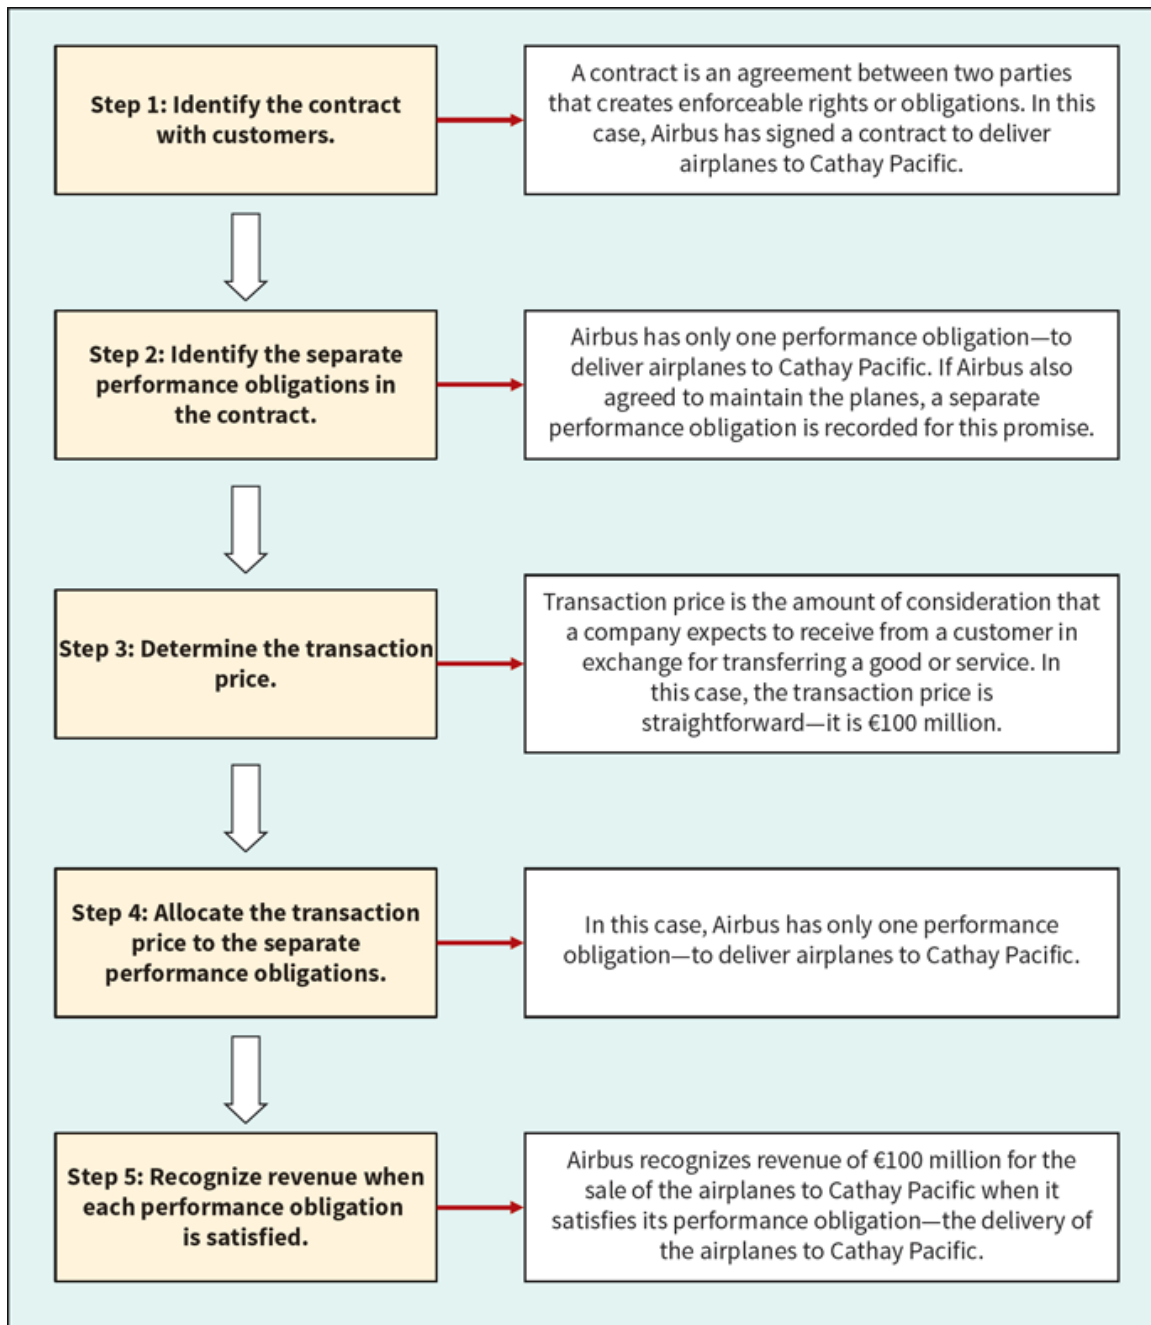 Step 1: Identify the contract
with customers.
A contract is an agreement between two parties
that creates enforceable rights or obligations. In this
case, Airbus has signed a contract to deliver
airplanes to Cathay Pacific.
Step 2: Identify the separate
performance obligations in
the contract.
Airbus has only one performance obligation—to
deliver airplanes to Cathay Pacific. If Airbus also
agreed to maintain the planes, a separate
performance obligation is recorded for this promise.
Step 3: Determine the transaction
price.
Transaction price is the amount of consideration that
a company expects to receive from a customer in
exchange for transferring a good or service. In
this case, the transaction price is
straightforward—it is €100 million.
Step 4: Allocate the transaction
price to the separate
performance obligations.
In this case, Airbus has only one performance
obligation—to deliver airplanes to Cathay Pacific.
Step 5: Recognize revenue when
each performance obligation
is satisfied.
Airbus recognizes revenue of €100 million for the
sale of the airplanes to Cathay Pacific when it
satisfies its performance obligation—the delivery of
the airplanes to Cathay Pacific.